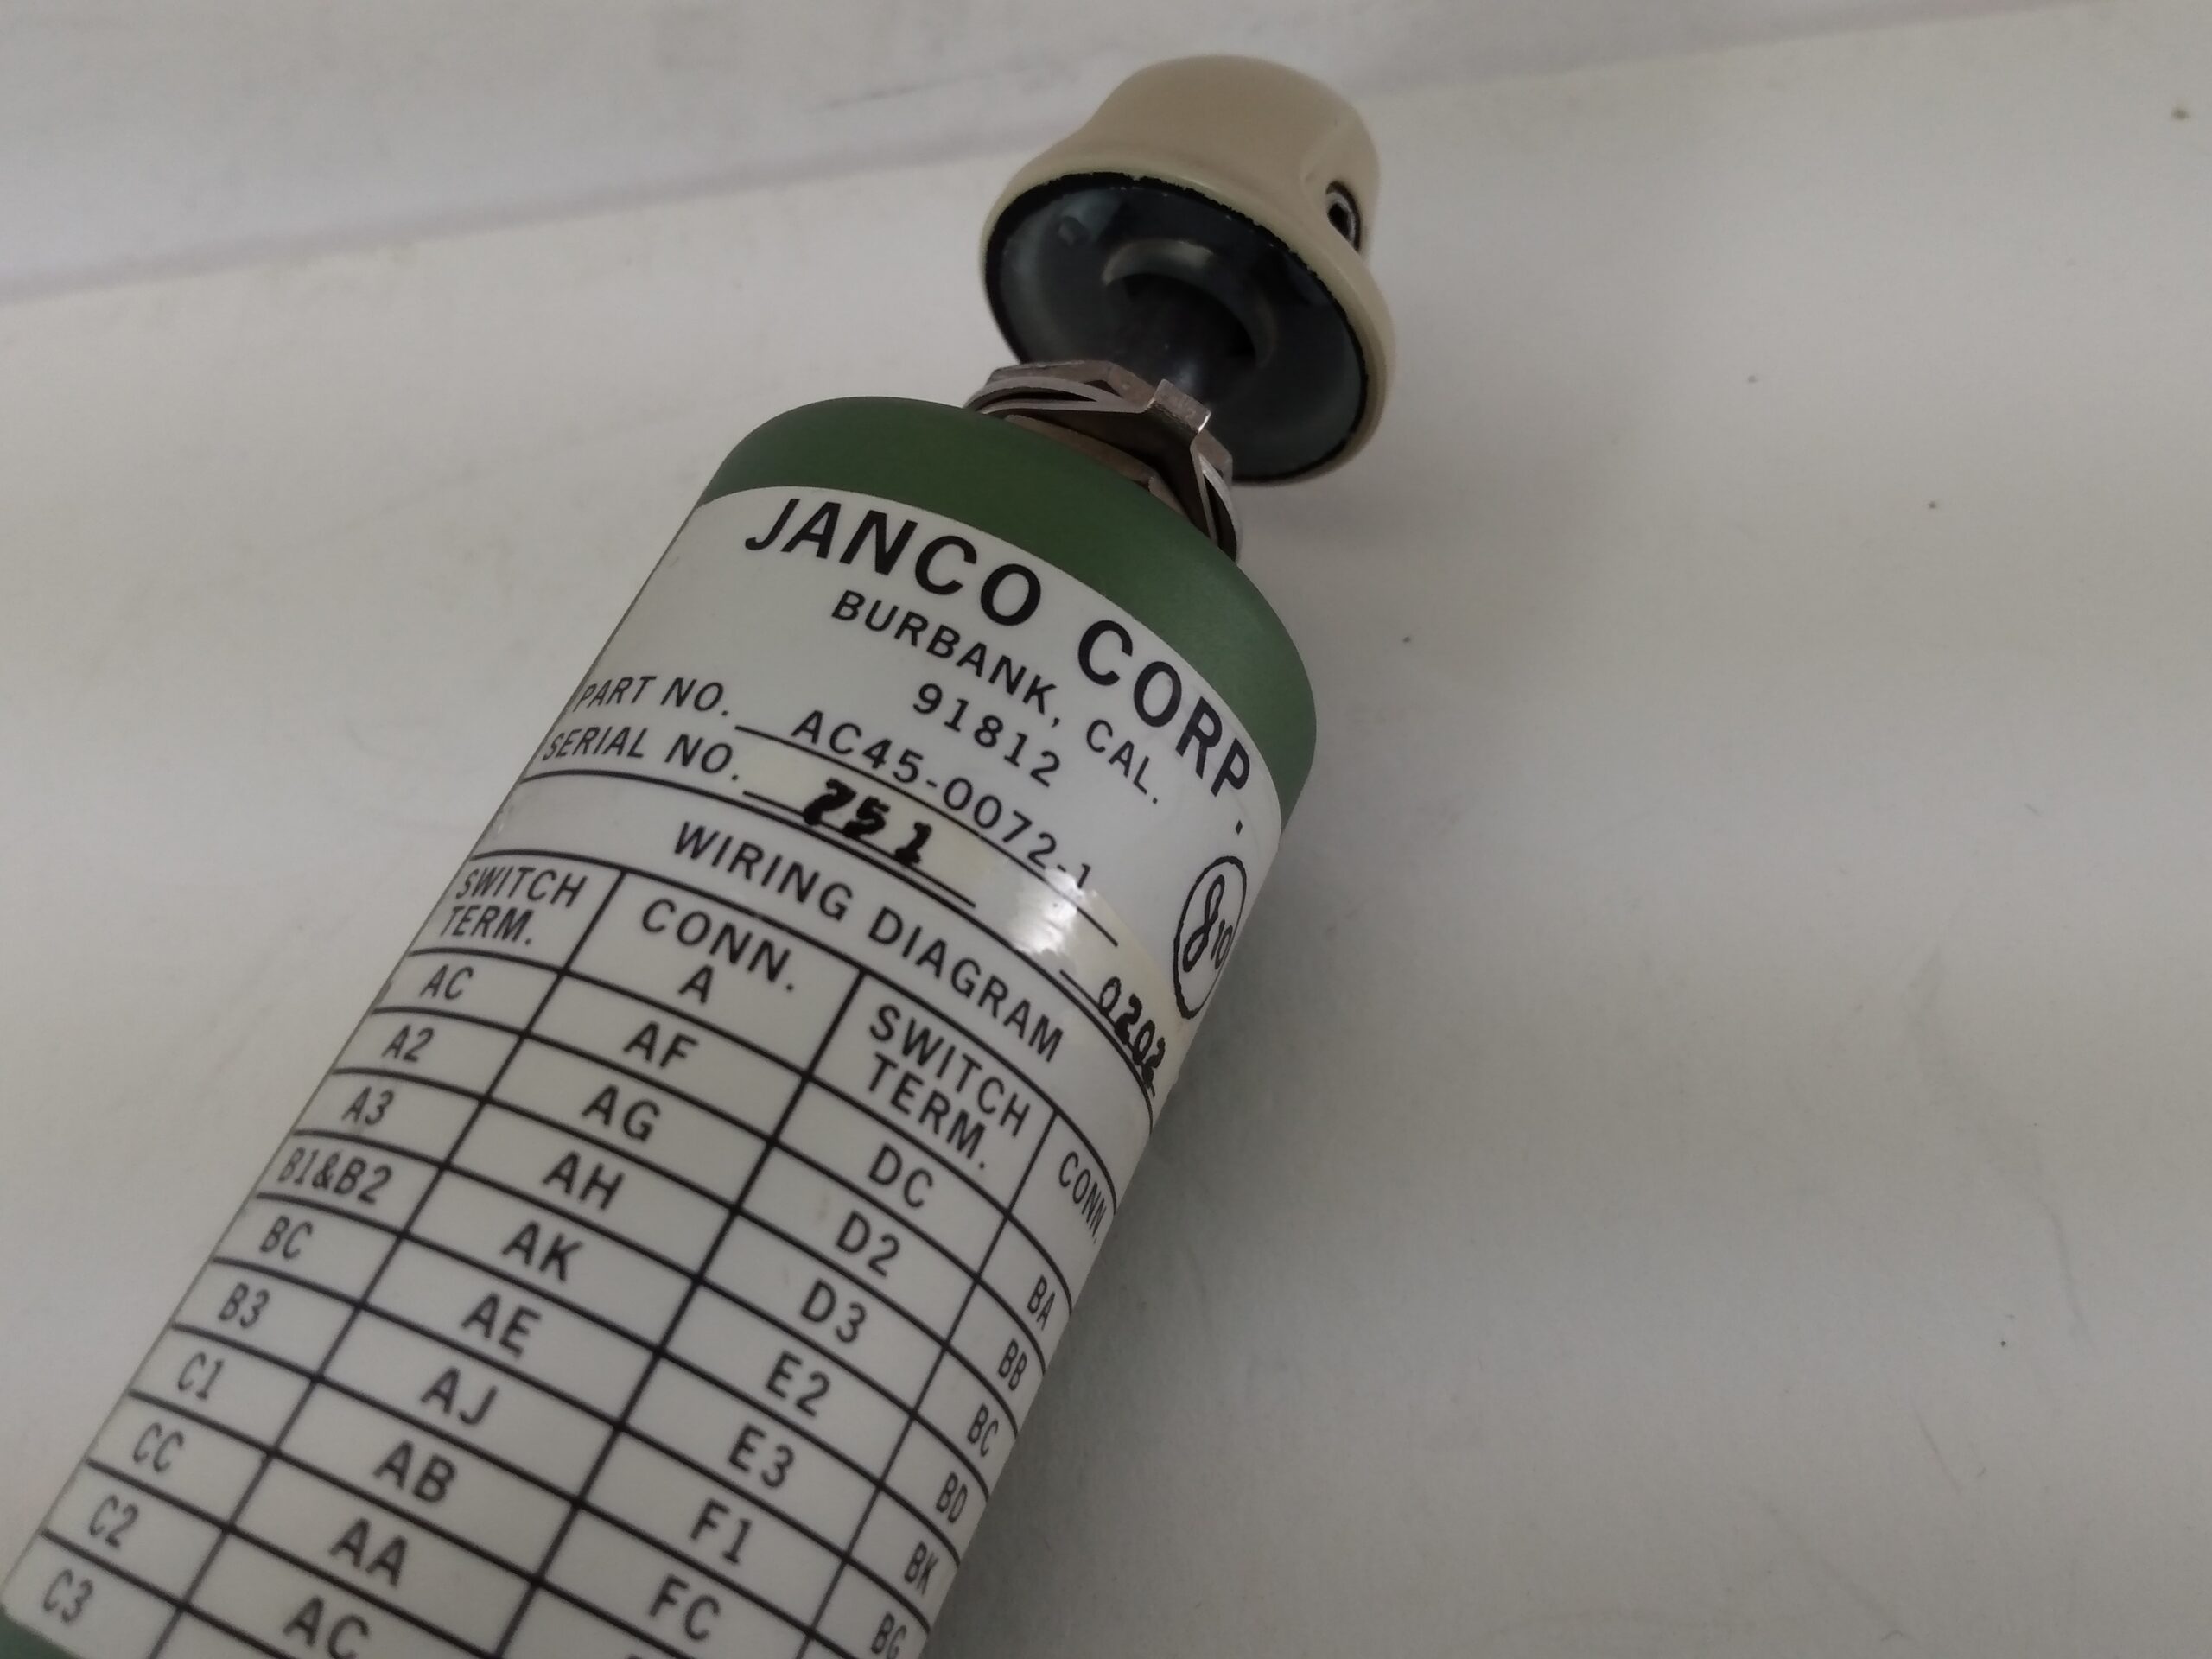 JANCO CORP.
BURBANK, CAL.
91812
PART NO. AC45-0072-1
SERIAL NO. 751 0202
810
WIRING DIAGRAM
SWITCH TERM. CONN. A SWITCH TERM. CONN.
AC AF DC BA
A2 AG D2 BB
A3 AH D3 BC
B1&B2 AK E2 BD
BC AE E3 BK
B3 AJ F1 BG
C1 AB FC
CC AA
C2 AC
C3